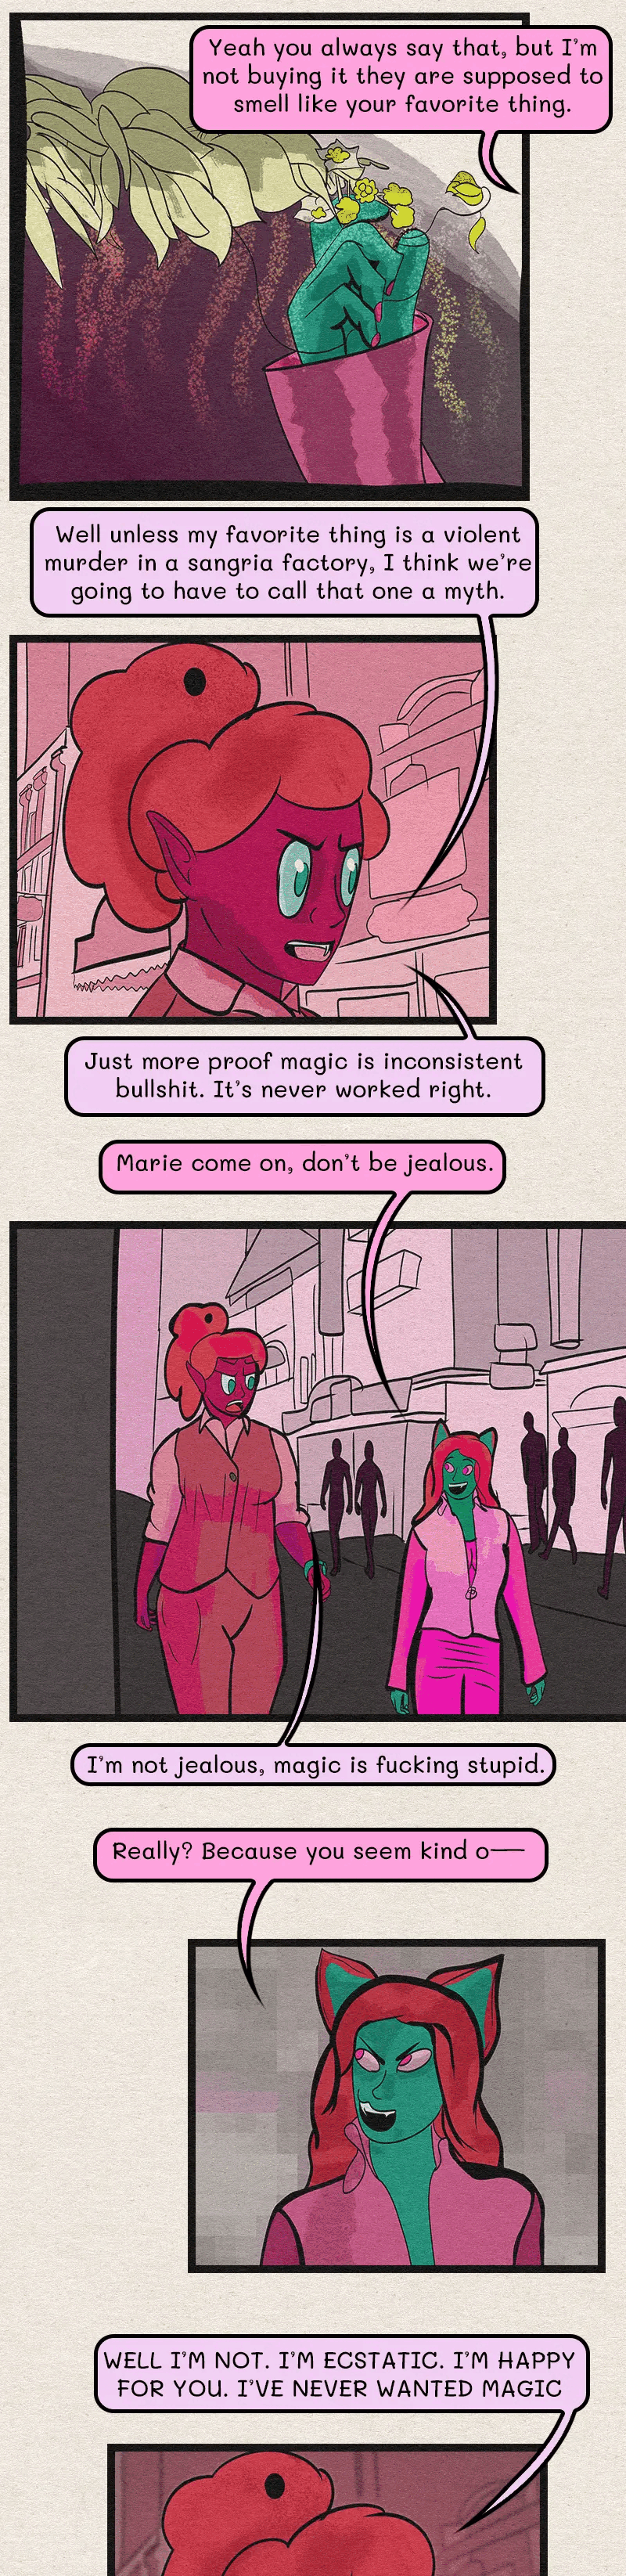 Yeah you always say that, but I'm
not buying it they are supposed to
smell like your favorite thing.
Well unless my favorite thing is a violent
murder in a sangria factory, I think we're
going to have to call that one a myth.
Just more proof magic is inconsistent
bullshit. It's never worked right.
Marie come on, don't be jealous.
I'm not jealous, magic is fucking stupid.
Really? Because you seem kind o—
WELL I'M NOT. I'M ECSTATIC. I'M HAPPY
FOR YOU. I'VE NEVER WANTED MAGIC